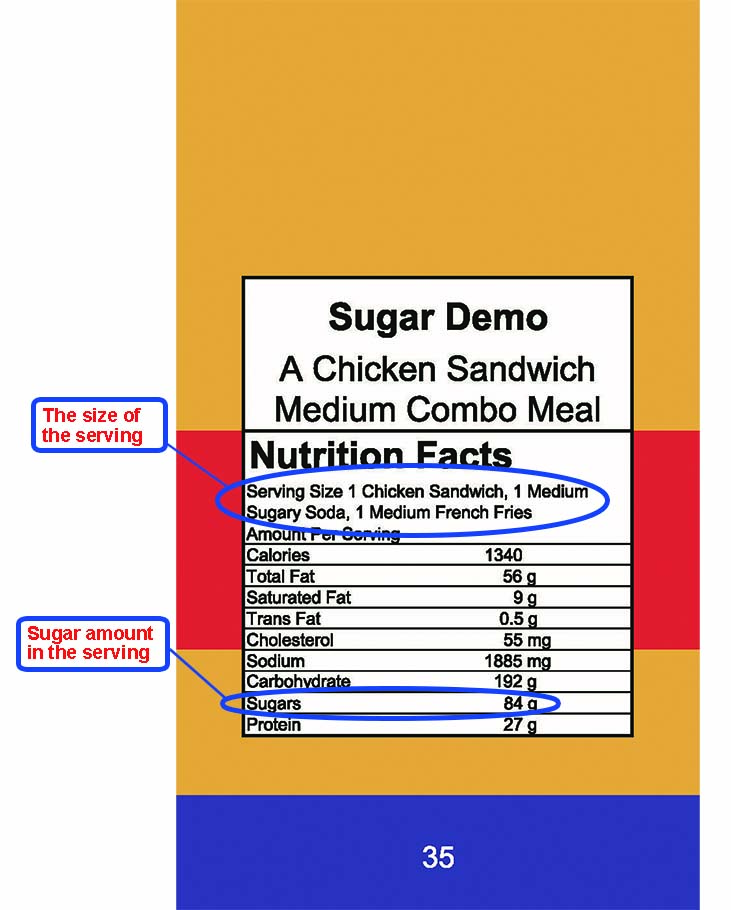 Sugar Demo
A Chicken Sandwich
Medium Combo Meal
The size of
the serving
Nutrition Facts
Serving Size 1 Chicken Sandwich, 1 Medium
Sugary Soda, 1 Medium French Fries
Amount Per Serving
Calories 1340
Total Fat 56 g
Saturated Fat 9 g
Trans Fat 0.5 g
Cholesterol 55 mg
Sugar amount
in the serving
Sodium 1885 mg
Carbohydrate 192 g
Sugars 84 g
Protein 27 g
35